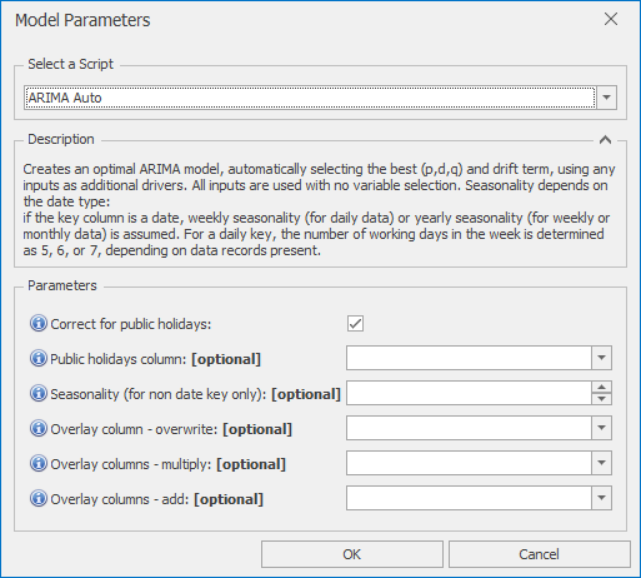 Model Parameters
Select a Script
ARIMA Auto
Description
Creates an optimal ARIMA model, automatically selecting the best (p,d,q) and drift term, using any
inputs as additional drivers. All inputs are used with no variable selection. Seasonality depends on
the date type:
if the key column is a date, weekly seasonality (for daily data) or yearly seasonality (for weekly or
monthly data) is assumed. For a daily key, the number of working days in the week is determined
as 5, 6, or 7, depending on data records present.
Parameters
Correct for public holidays:
Public holidays column: [optional]
Seasonality (for non date key only): [optional]
Overlay column - overwrite: [optional]
Overlay columns - multiply: [optional]
Overlay columns - add: [optional]
OK Cancel